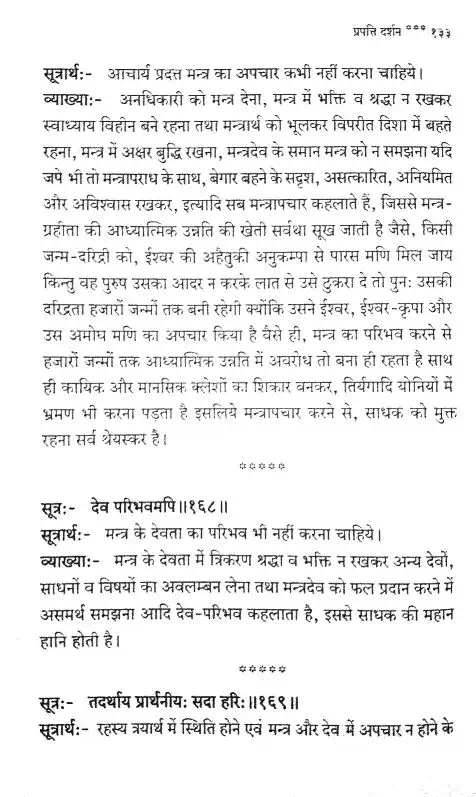 प्रपत्ति दर्शन *** १३३
सूत्रार्थ:- आचार्य प्रदत्त मन्त्र का अपचार कभी नहीं करना चाहिये।
व्याख्या:- अनधिकारी को मन्त्र देना, मन्त्र में भक्ति व श्रद्धा न रखकर
स्वाध्याय विहीन बने रहना तथा मन्त्रार्थ को भूलकर विपरीत दिशा में बहते
रहना, मन्त्र में अक्षर बुद्धि रखना, मन्त्रदेव के समान मन्त्र को न समझना यदि
जपे भी तो मन्त्रापराध के साथ, बेगार बहने के सदृश, असत्कारित, अनियमित
और अविश्वास रखकर, इत्यादि सब मन्त्रापचार कहलाते हैं, जिससे मन्त्र-
ग्रहीता की आध्यात्मिक उन्नति की खेती सर्वथा सूख जाती है जैसे, किसी
जन्म-दरिद्री को, ईश्वर की अहैतुकी अनुकम्पा से पारस मणि मिल जाय
किन्तु वह पुरुष उसका आदर न करके लात से उसे ठुकरा दे तो पुन: उसकी
दरिद्रता हजारों जन्मों तक बनी रहेगी क्योंकि उसने ईश्वर, ईश्वर-कृपा और
उस अमोघ मणि का अपचार किया है वैसे ही, मन्त्र का परिभव करने से
हजारों जन्मों तक आध्यात्मिक उन्नति में अवरोध तो बना ही रहता है साथ
ही कायिक और मानसिक क्लेशों का शिकार बनकर, तिर्यगादि योनियों में
भ्रमण भी करना पड़ता है इसलिये मन्त्रापचार करने से, साधक को मुक्त
रहना सर्व श्रेयस्कर है।
*****
सूत्र:- देव परिभवमपि॥१६८॥
सूत्रार्थ:- मन्त्र के देवता का परिभव भी नहीं करना चाहिये।
व्याख्या:- मन्त्र के देवता में त्रिकरण श्रद्धा व भक्ति न रखकर अन्य देवों,
साधनों व विषयों का अवलम्बन लेना तथा मन्त्रदेव को फल प्रदान करने में
असमर्थ समझना आदि देव-परिभव कहलाता है, इससे साधक की महान
हानि होती है।
*****
सूत्र:- तदर्थाय प्रार्थनीय: सदा हरि:॥१६९॥
सूत्रार्थ:- रहस्य त्रयार्थ में स्थिति होने एवं मन्त्र और देव में अपचार न होने के